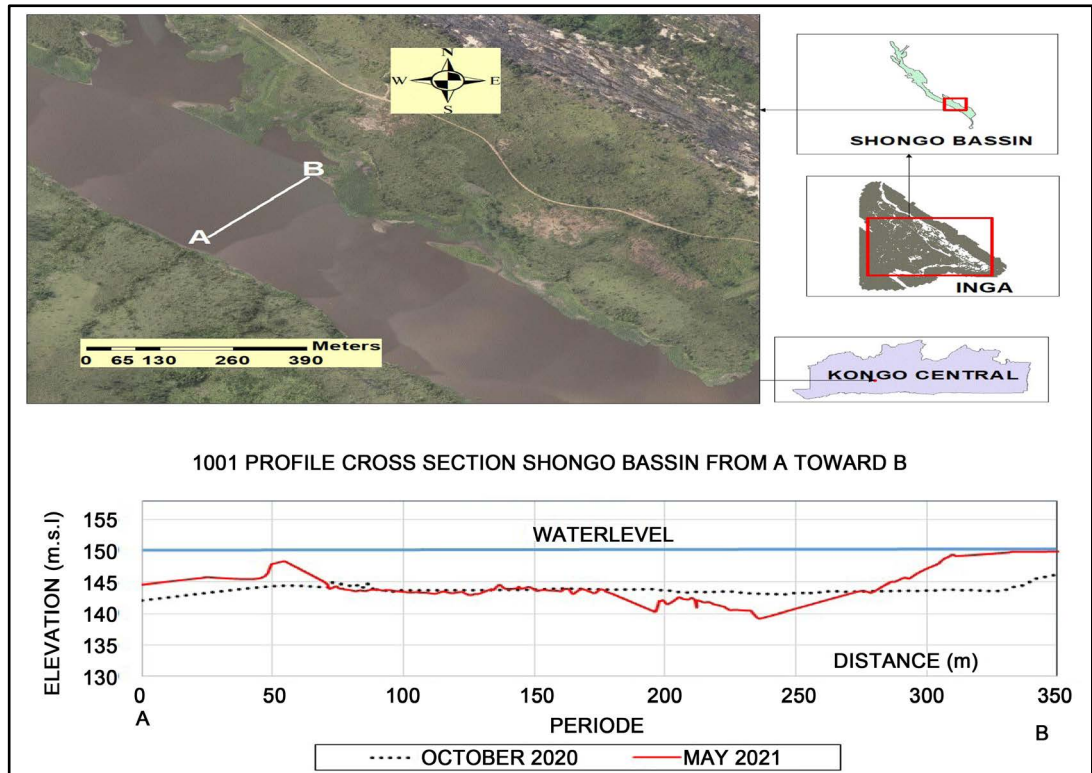 N
W E
S
B
A
Meters
0 65 130 260 390
SHONGO BASSIN
INGA
KONGO CENTRAL
1001 PROFILE CROSS SECTION SHONGO BASSIN FROM A TOWARD B
ELEVATION (m.s.l)
155
150
145
140
135
130
WATERLEVEL
DISTANCE (m)
0 50 100 150 200 250 300 350
A B
PERIODE
OCTOBER 2020 MAY 2021